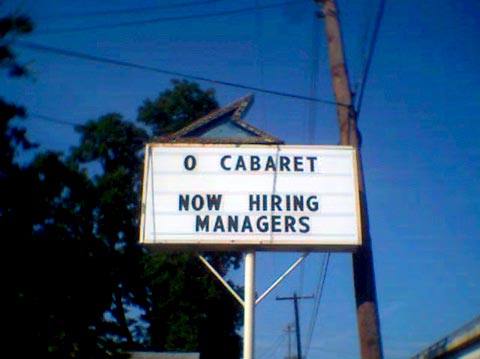 O CABARET
NOW HIRING
MANAGERS